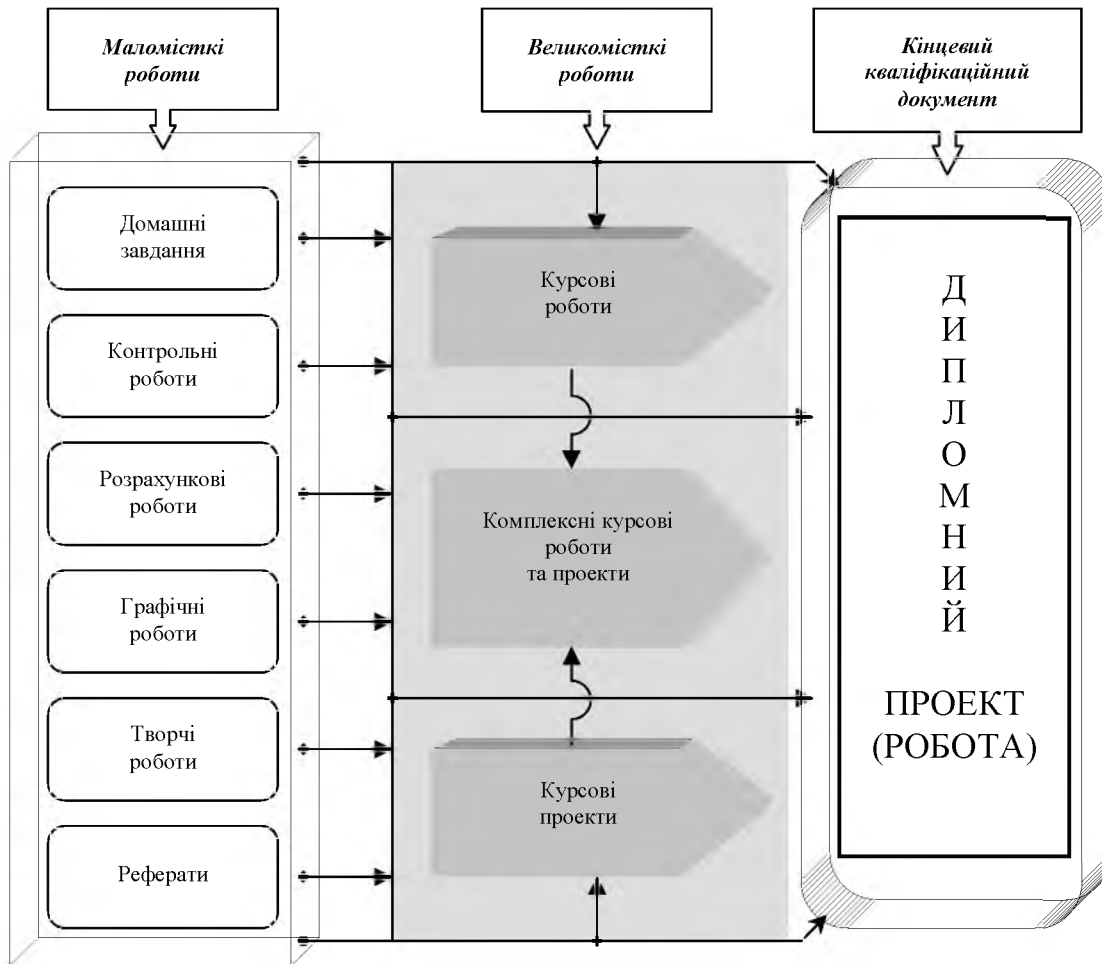 Маломісткі
роботи
Великомісткі
роботи
Кінцевий
кваліфікаційний
документ
Домашні
завдання
Контрольні
роботи
Розрахункові
роботи
Графічні
роботи
Творчі
роботи
Реферати
Курсові
роботи
Комплексні курсові
роботи
та проекти
Курсові
проекти
Д
И
П
Л
О
М
Н
И
Й
ПРОЕКТ
(РОБОТА)